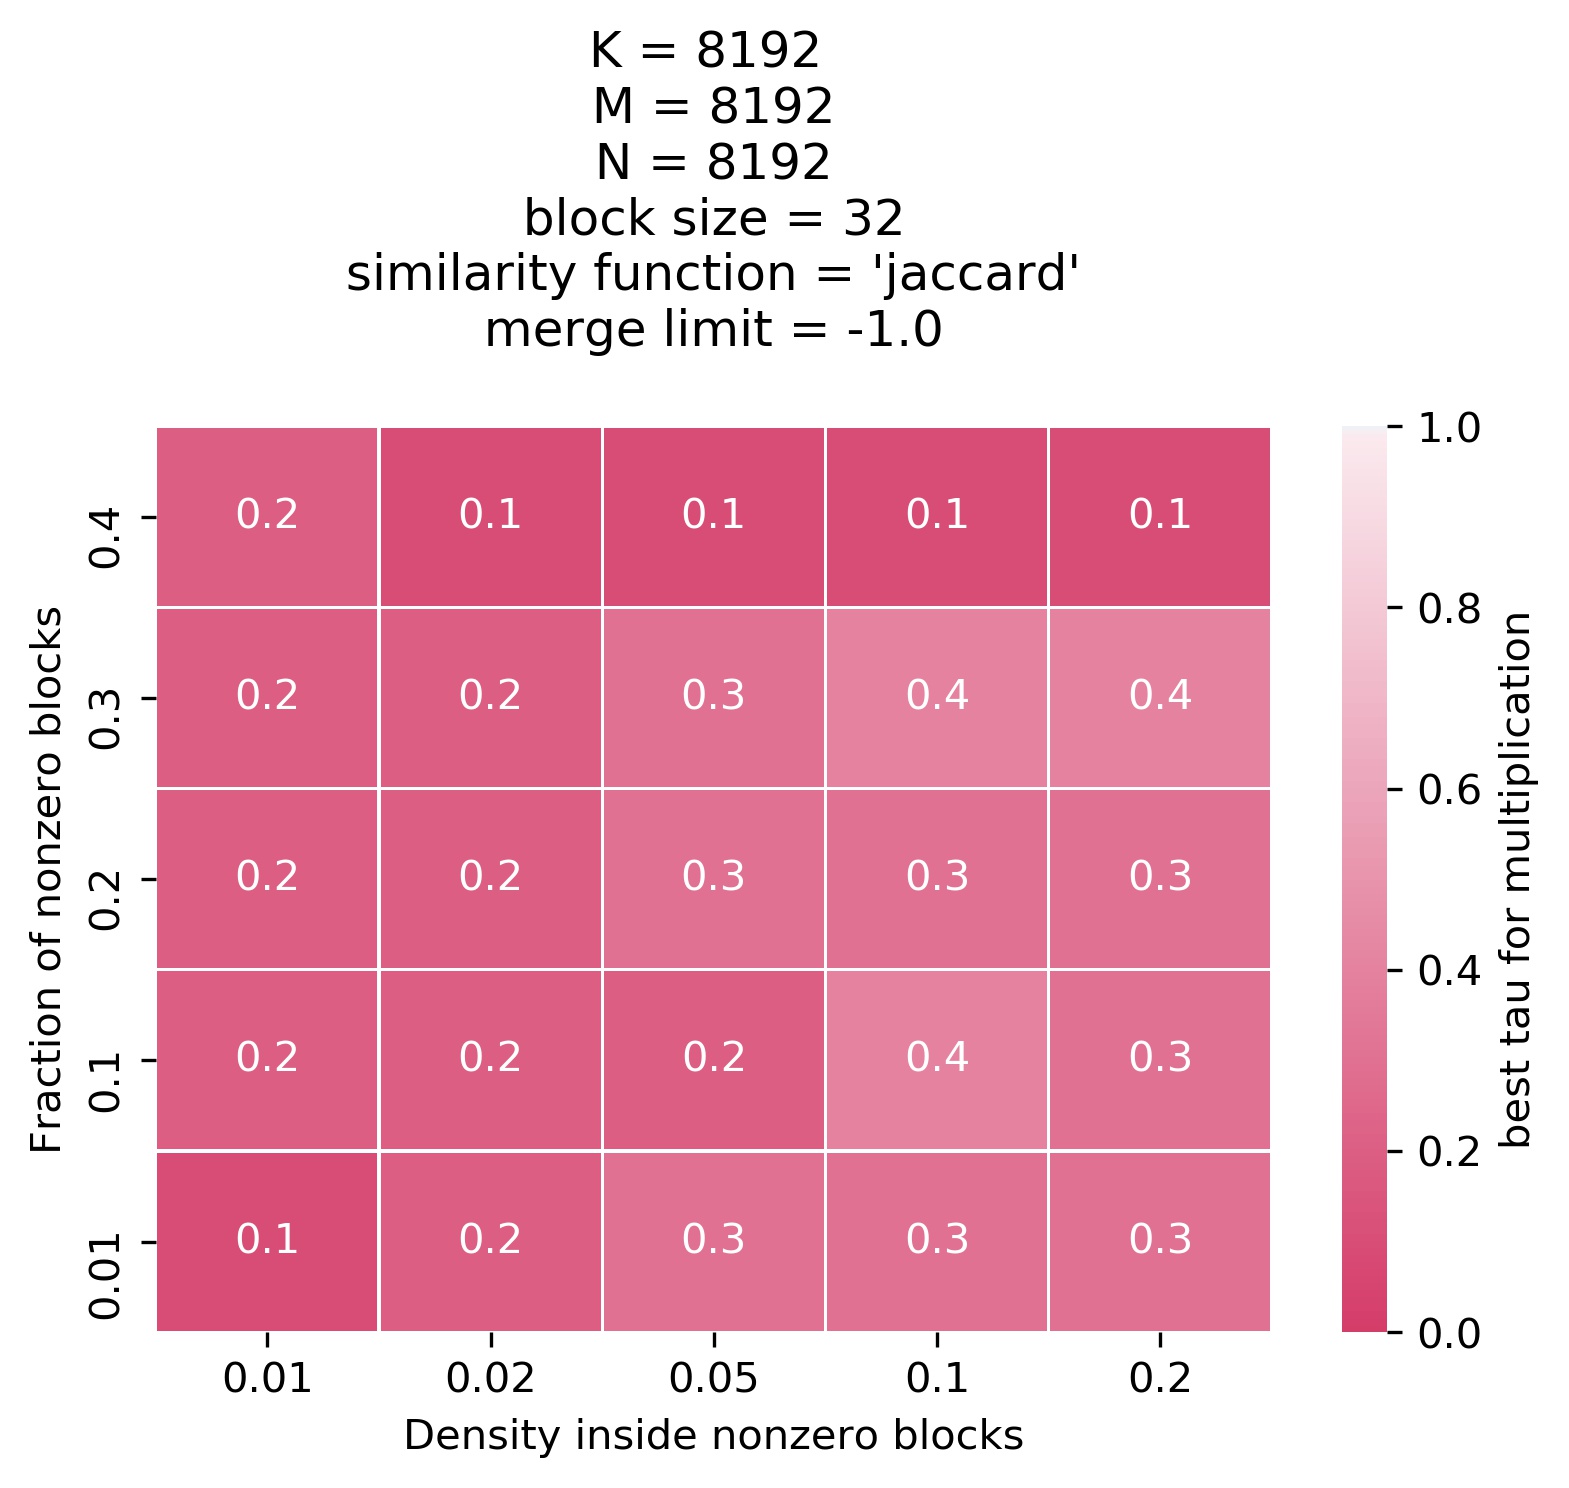 K = 8192
M = 8192
N = 8192
block size = 32
similarity function = 'jaccard'
merge limit = -1.0
Fraction of nonzero blocks
0.4 0.2 0.1 0.1 0.1 0.1
0.3 0.2 0.2 0.3 0.4 0.4
0.2 0.2 0.2 0.3 0.3 0.3
0.1 0.2 0.2 0.2 0.4 0.3
0.01 0.1 0.2 0.3 0.3 0.3
0.01 0.02 0.05 0.1 0.2
Density inside nonzero blocks
1.0
0.8
0.6
0.4
0.2
0.0
best tau for multiplication